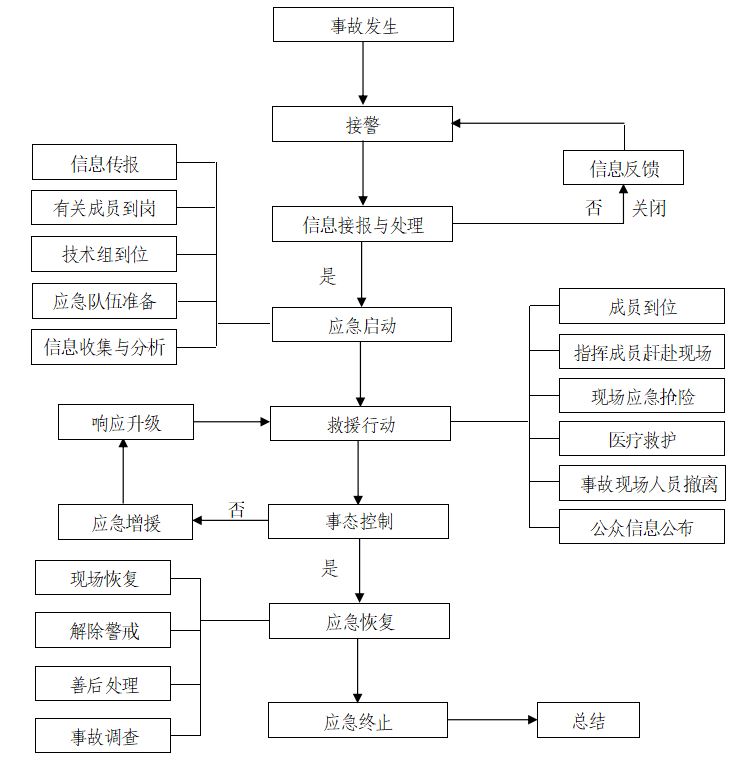 事故发生
接警
信息传报
信息反馈
有关成员到岗
否
关闭
信息接报与处理
技术组到位
是
应急队伍准备
成员到位
应急启动
信息收集与分析
指挥成员赶赴现场
现场应急抢险
响应升级
救援行动
医疗救护
事故现场人员撤离
否
应急增援
事态控制
公众信息公布
是
现场恢复
应急恢复
解除警戒
善后处理
应急终止
总结
事故调查